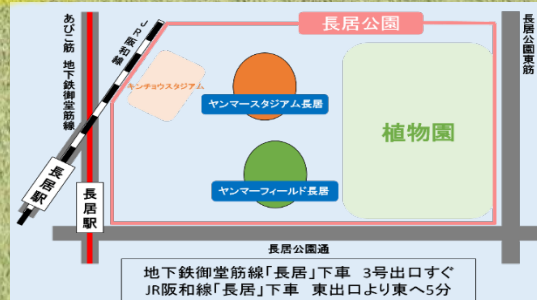 長居公園
あびこ筋 地下鉄御堂筋線
JR阪和線
キンチョウスタジアム
ヤンマースタジアム長居
ヤンマーフィールド長居
植物園
長居公園東筋
長居駅
長居駅
長居公園通
地下鉄御堂筋線「長居」下車 3号出口すぐ
JR阪和線「長居」下車 東出口より東へ5分